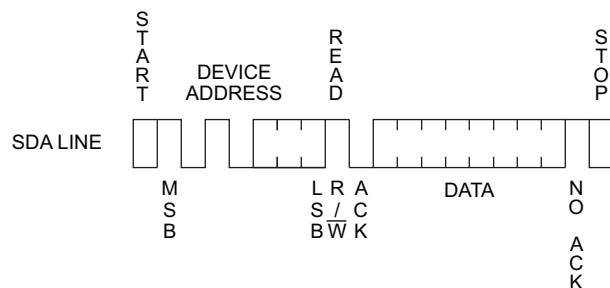 START
DEVICE
ADDRESS
READ
STOP
SDA LINE
MSB
LSB
R/W̅
ACK
DATA
NO ACK